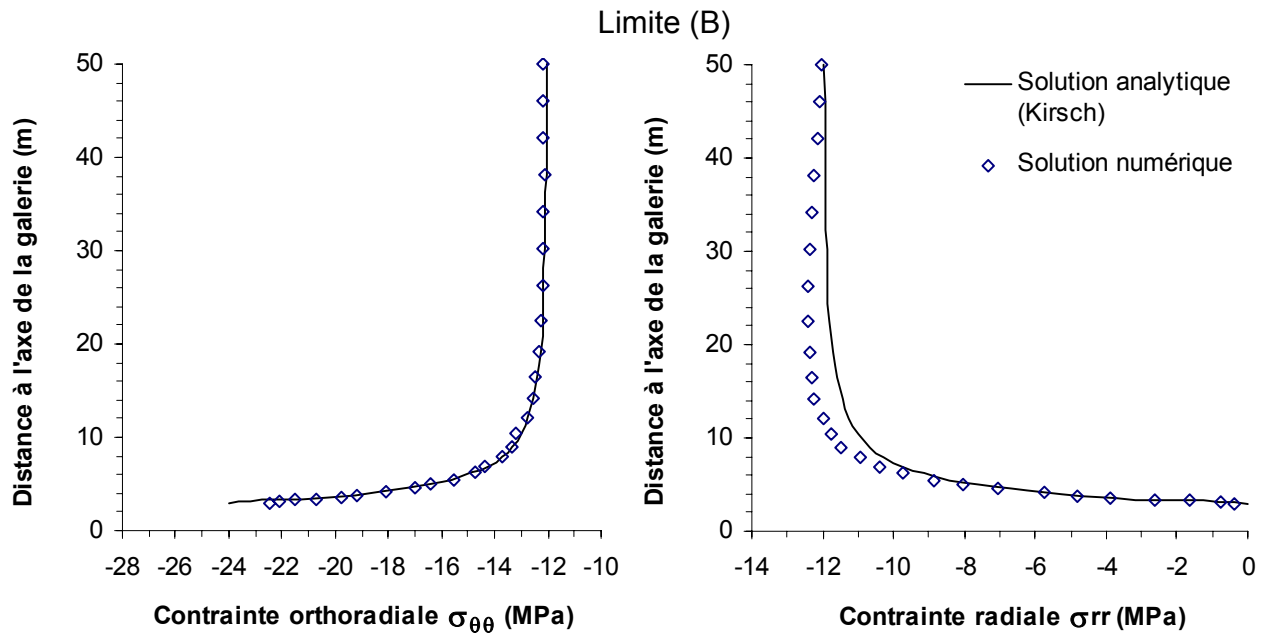 Limite (B)
50
40
30
20
10
0
-28 -26 -24 -22 -20 -18 -16 -14 -12 -10
Distance à l'axe de la galerie (m)
Contrainte orthoradiale σθθ (MPa)
50
40
30
20
10
0
-14 -12 -10 -8 -6 -4 -2 0
Distance à l'axe de la galerie (m)
Contrainte radiale σrr (MPa)
Solution analytique
(Kirsch)
Solution numérique